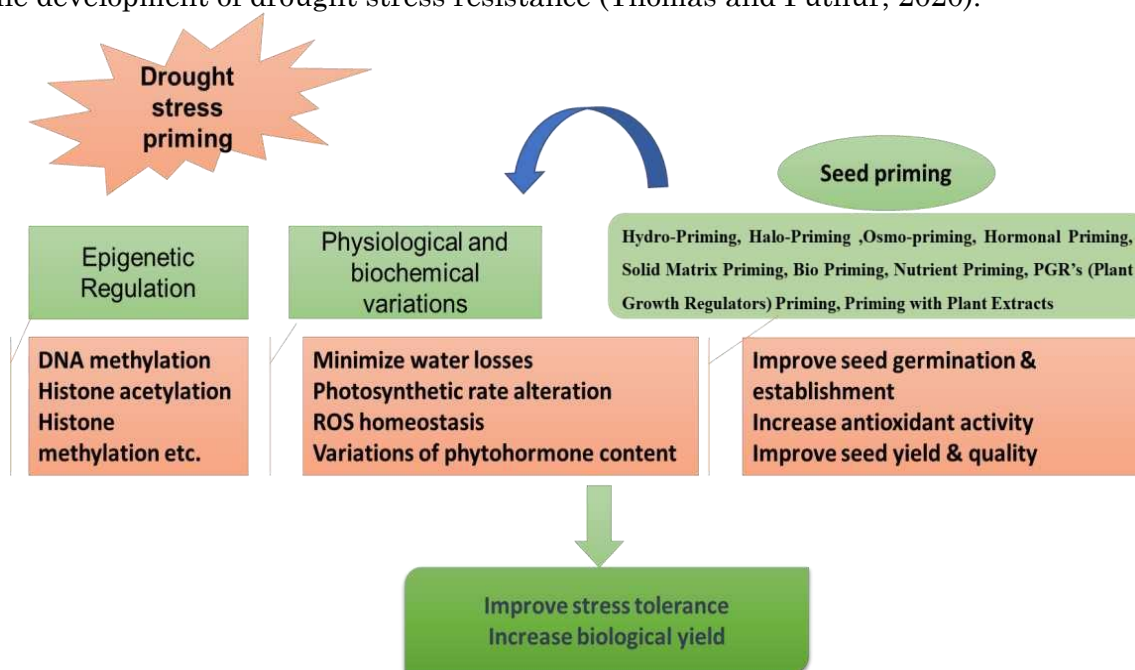 development of drought stress resistance (Thomas and Puthur, 2020).
Drought
stress
priming
Seed priming
Epigenetic
Regulation
Physiological and
biochemical
variations
Hydro-Priming, Halo-Priming ,Osmo-priming, Hormonal Priming,
Solid Matrix Priming, Bio Priming, Nutrient Priming, PGR's (Plant
Growth Regulators) Priming, Priming with Plant Extracts
DNA methylation
Histone acetylation
Histone
methylation etc.
Minimize water losses
Photosynthetic rate alteration
ROS homeostasis
Variations of phytohormone content
Improve seed germination &
establishment
Increase antioxidant activity
Improve seed yield & quality
Improve stress tolerance
Increase biological yield